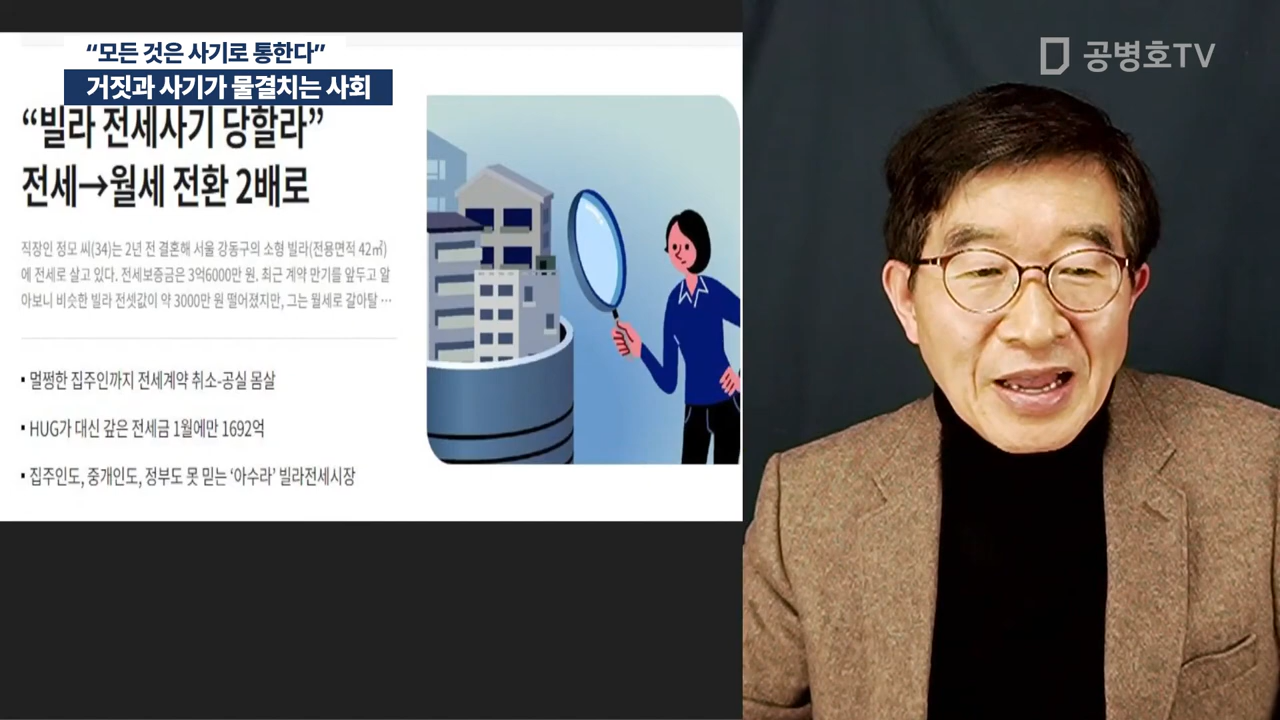 “모든 것은 사기로 통한다”
거짓과 사기가 물결치는 사회
공병호TV
“빌라 전세사기 당할라”
전세→월세 전환 2배로
직장인 정모 씨(34)는 2년 전 결혼해 서울 강동구의 소형 빌라(전용면적 42㎡)
에 전세로 살고 있다. 전세보증금은 3억6000만 원. 최근 계약 만기를 앞두고 알
아보니 비슷한 빌라 전셋값이 약 3000만 원 떨어졌지만, 그는 월세로 갈아탈 …
▪ 멀쩡한 집주인까지 전세계약 취소-공실 몸살
▪ HUG가 대신 갚은 전세금 1월에만 1692억
▪ 집주인도, 중개인도, 정부도 못 믿는 ‘아수라’ 빌라전세시장